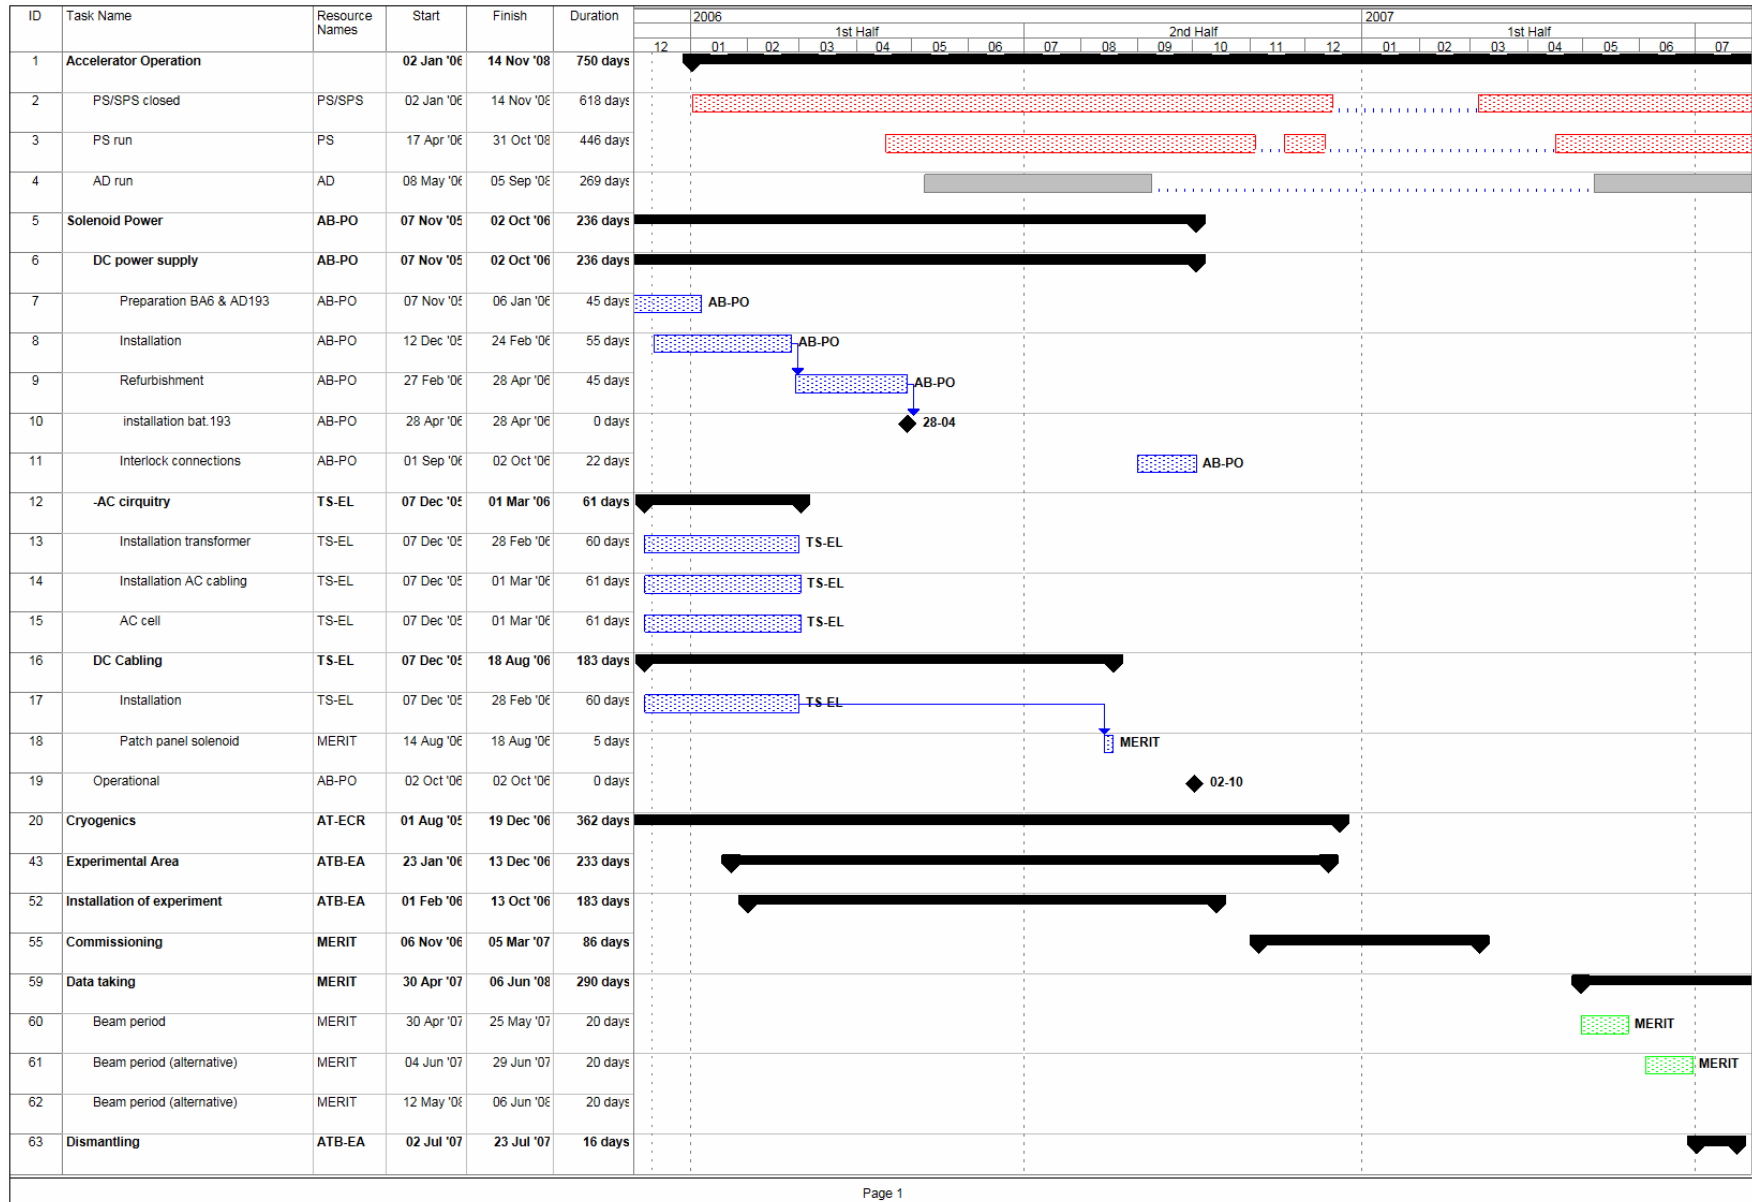 ID Task Name Resource Names Start Finish Duration
2006 2007
1st Half 2nd Half 1st Half
12 01 02 03 04 05 06 07 08 09 10 11 12 01 02 03 04 05 06 07
1 Accelerator Operation 02 Jan '06 14 Nov '08 750 days
2 PS/SPS closed PS/SPS 02 Jan '06 14 Nov '08 618 days
3 PS run PS 17 Apr '06 31 Oct '08 446 days
4 AD run AD 08 May '06 05 Sep '08 269 days
5 Solenoid Power AB-PO 07 Nov '05 02 Oct '06 236 days
6 DC power supply AB-PO 07 Nov '05 02 Oct '06 236 days
7 Preparation BA6 & AD193 AB-PO 07 Nov '05 06 Jan '06 45 days AB-PO
8 Installation AB-PO 12 Dec '05 24 Feb '06 55 days AB-PO
9 Refurbishment AB-PO 27 Feb '06 28 Apr '06 45 days AB-PO
10 installation bat.193 AB-PO 28 Apr '06 28 Apr '06 0 days 28-04
11 Interlock connections AB-PO 01 Sep '06 02 Oct '06 22 days AB-PO
12 -AC cirquitry TS-EL 07 Dec '05 01 Mar '06 61 days
13 Installation transformer TS-EL 07 Dec '05 28 Feb '06 60 days TS-EL
14 Installation AC cabling TS-EL 07 Dec '05 01 Mar '06 61 days TS-EL
15 AC cell TS-EL 07 Dec '05 01 Mar '06 61 days TS-EL
16 DC Cabling TS-EL 07 Dec '05 18 Aug '06 183 days
17 Installation TS-EL 07 Dec '05 28 Feb '06 60 days TS-EL
18 Patch panel solenoid MERIT 14 Aug '06 18 Aug '06 5 days MERIT
19 Operational AB-PO 02 Oct '06 02 Oct '06 0 days 02-10
20 Cryogenics AT-ECR 01 Aug '05 19 Dec '06 362 days
43 Experimental Area ATB-EA 23 Jan '06 13 Dec '06 233 days
52 Installation of experiment ATB-EA 01 Feb '06 13 Oct '06 183 days
55 Commissioning MERIT 06 Nov '06 05 Mar '07 86 days
59 Data taking MERIT 30 Apr '07 06 Jun '08 290 days
60 Beam period MERIT 30 Apr '07 25 May '07 20 days MERIT
61 Beam period (alternative) MERIT 04 Jun '07 29 Jun '07 20 days MERIT
62 Beam period (alternative) MERIT 12 May '08 06 Jun '08 20 days
63 Dismantling ATB-EA 02 Jul '07 23 Jul '07 16 days
Page 1